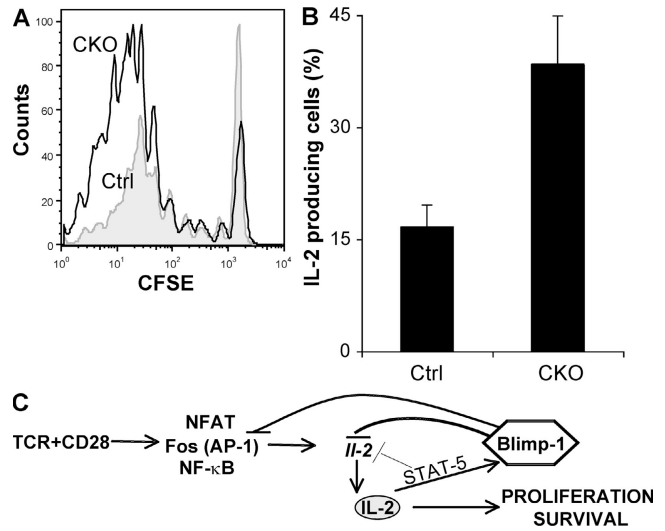 A
B
100
80
60
40
20
0
Counts
CKO
Ctrl
10⁰
10¹
10²
10³
10⁴
CFSE
IL-2 producing cells (%)
45
30
15
0
Ctrl
CKO
C
TCR+CD28
NFAT
Fos (AP-1)
NF-κB
Il-2
STAT-5
Blimp-1
IL-2
PROLIFERATION
SURVIVAL